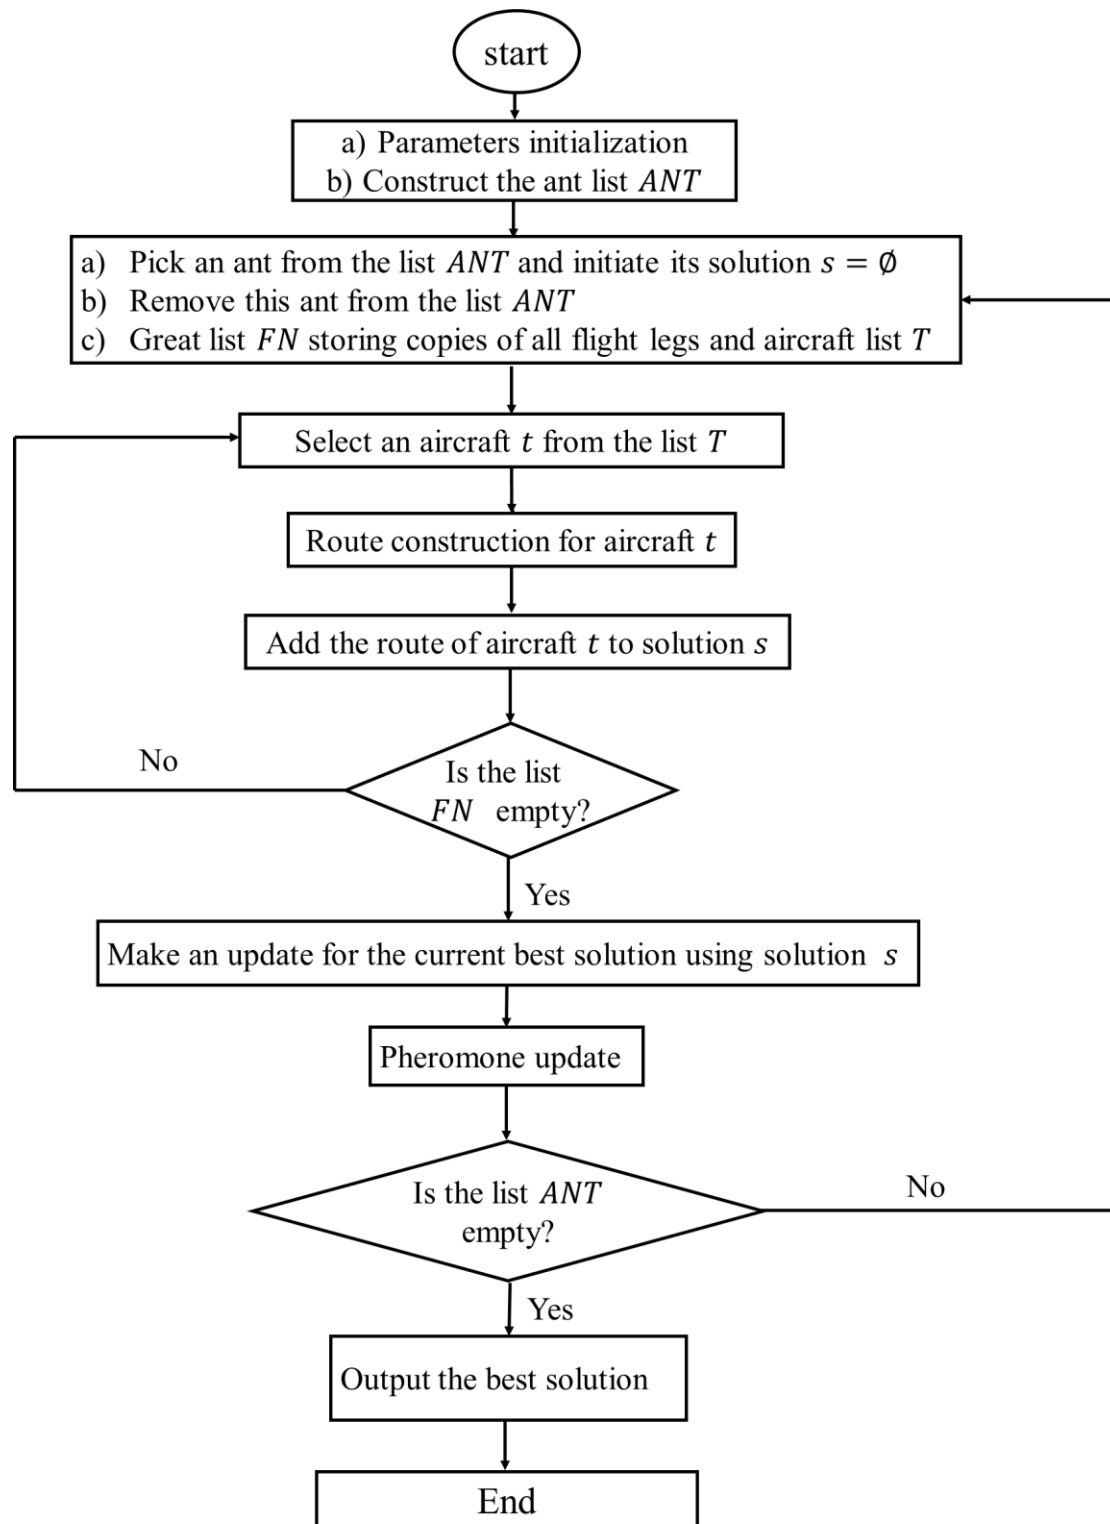 start
a) Parameters initialization
b) Construct the ant list ANT
a) Pick an ant from the list ANT and initiate its solution s = ∅
b) Remove this ant from the list ANT
c) Great list FN storing copies of all flight legs and aircraft list T
Select an aircraft t from the list T
Route construction for aircraft t
Add the route of aircraft t to solution s
No
Is the list
FN empty?
Yes
Make an update for the current best solution using solution s
Pheromone update
Is the list ANT
empty?
No
Yes
Output the best solution
End